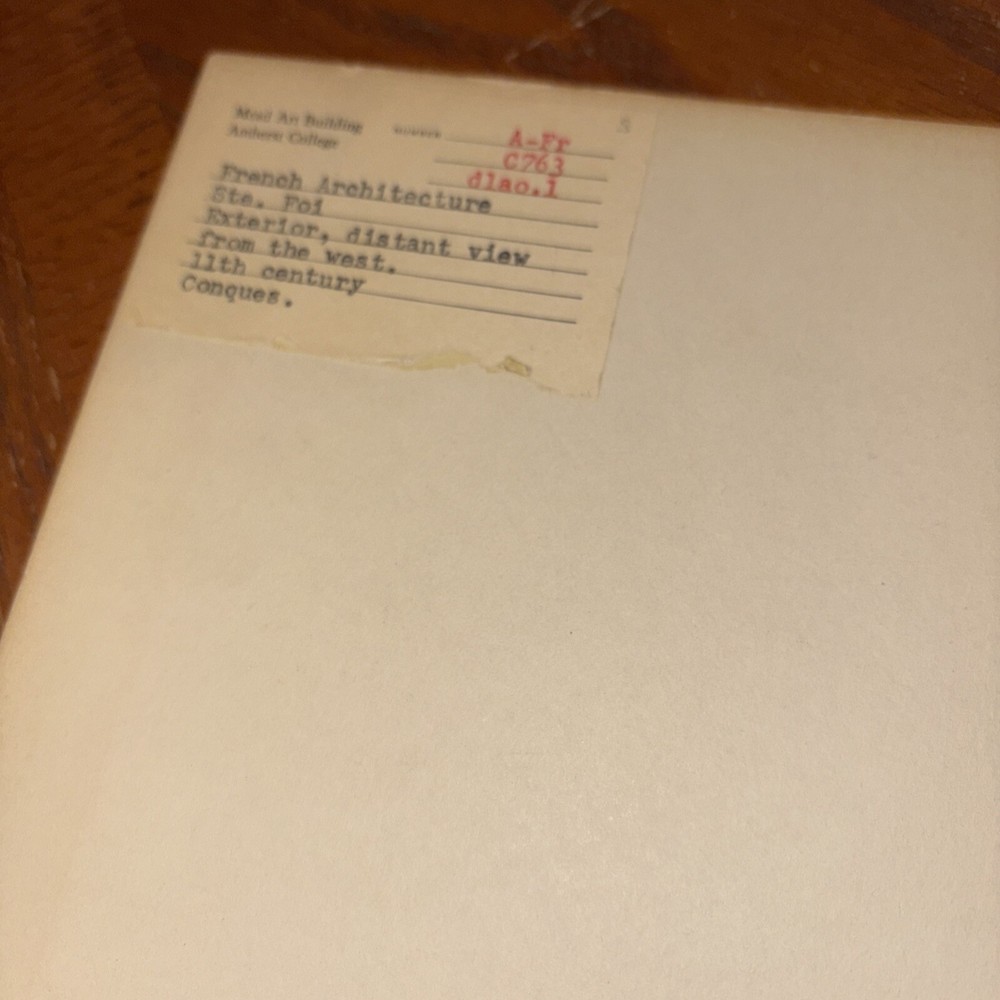 Mead Art Building
Amherst College
NUMBER
A-Fr
C763
d1ao.1
French Architecture
Ste. Foi
Exterior, distant view
from the west.
11th century
Conques.